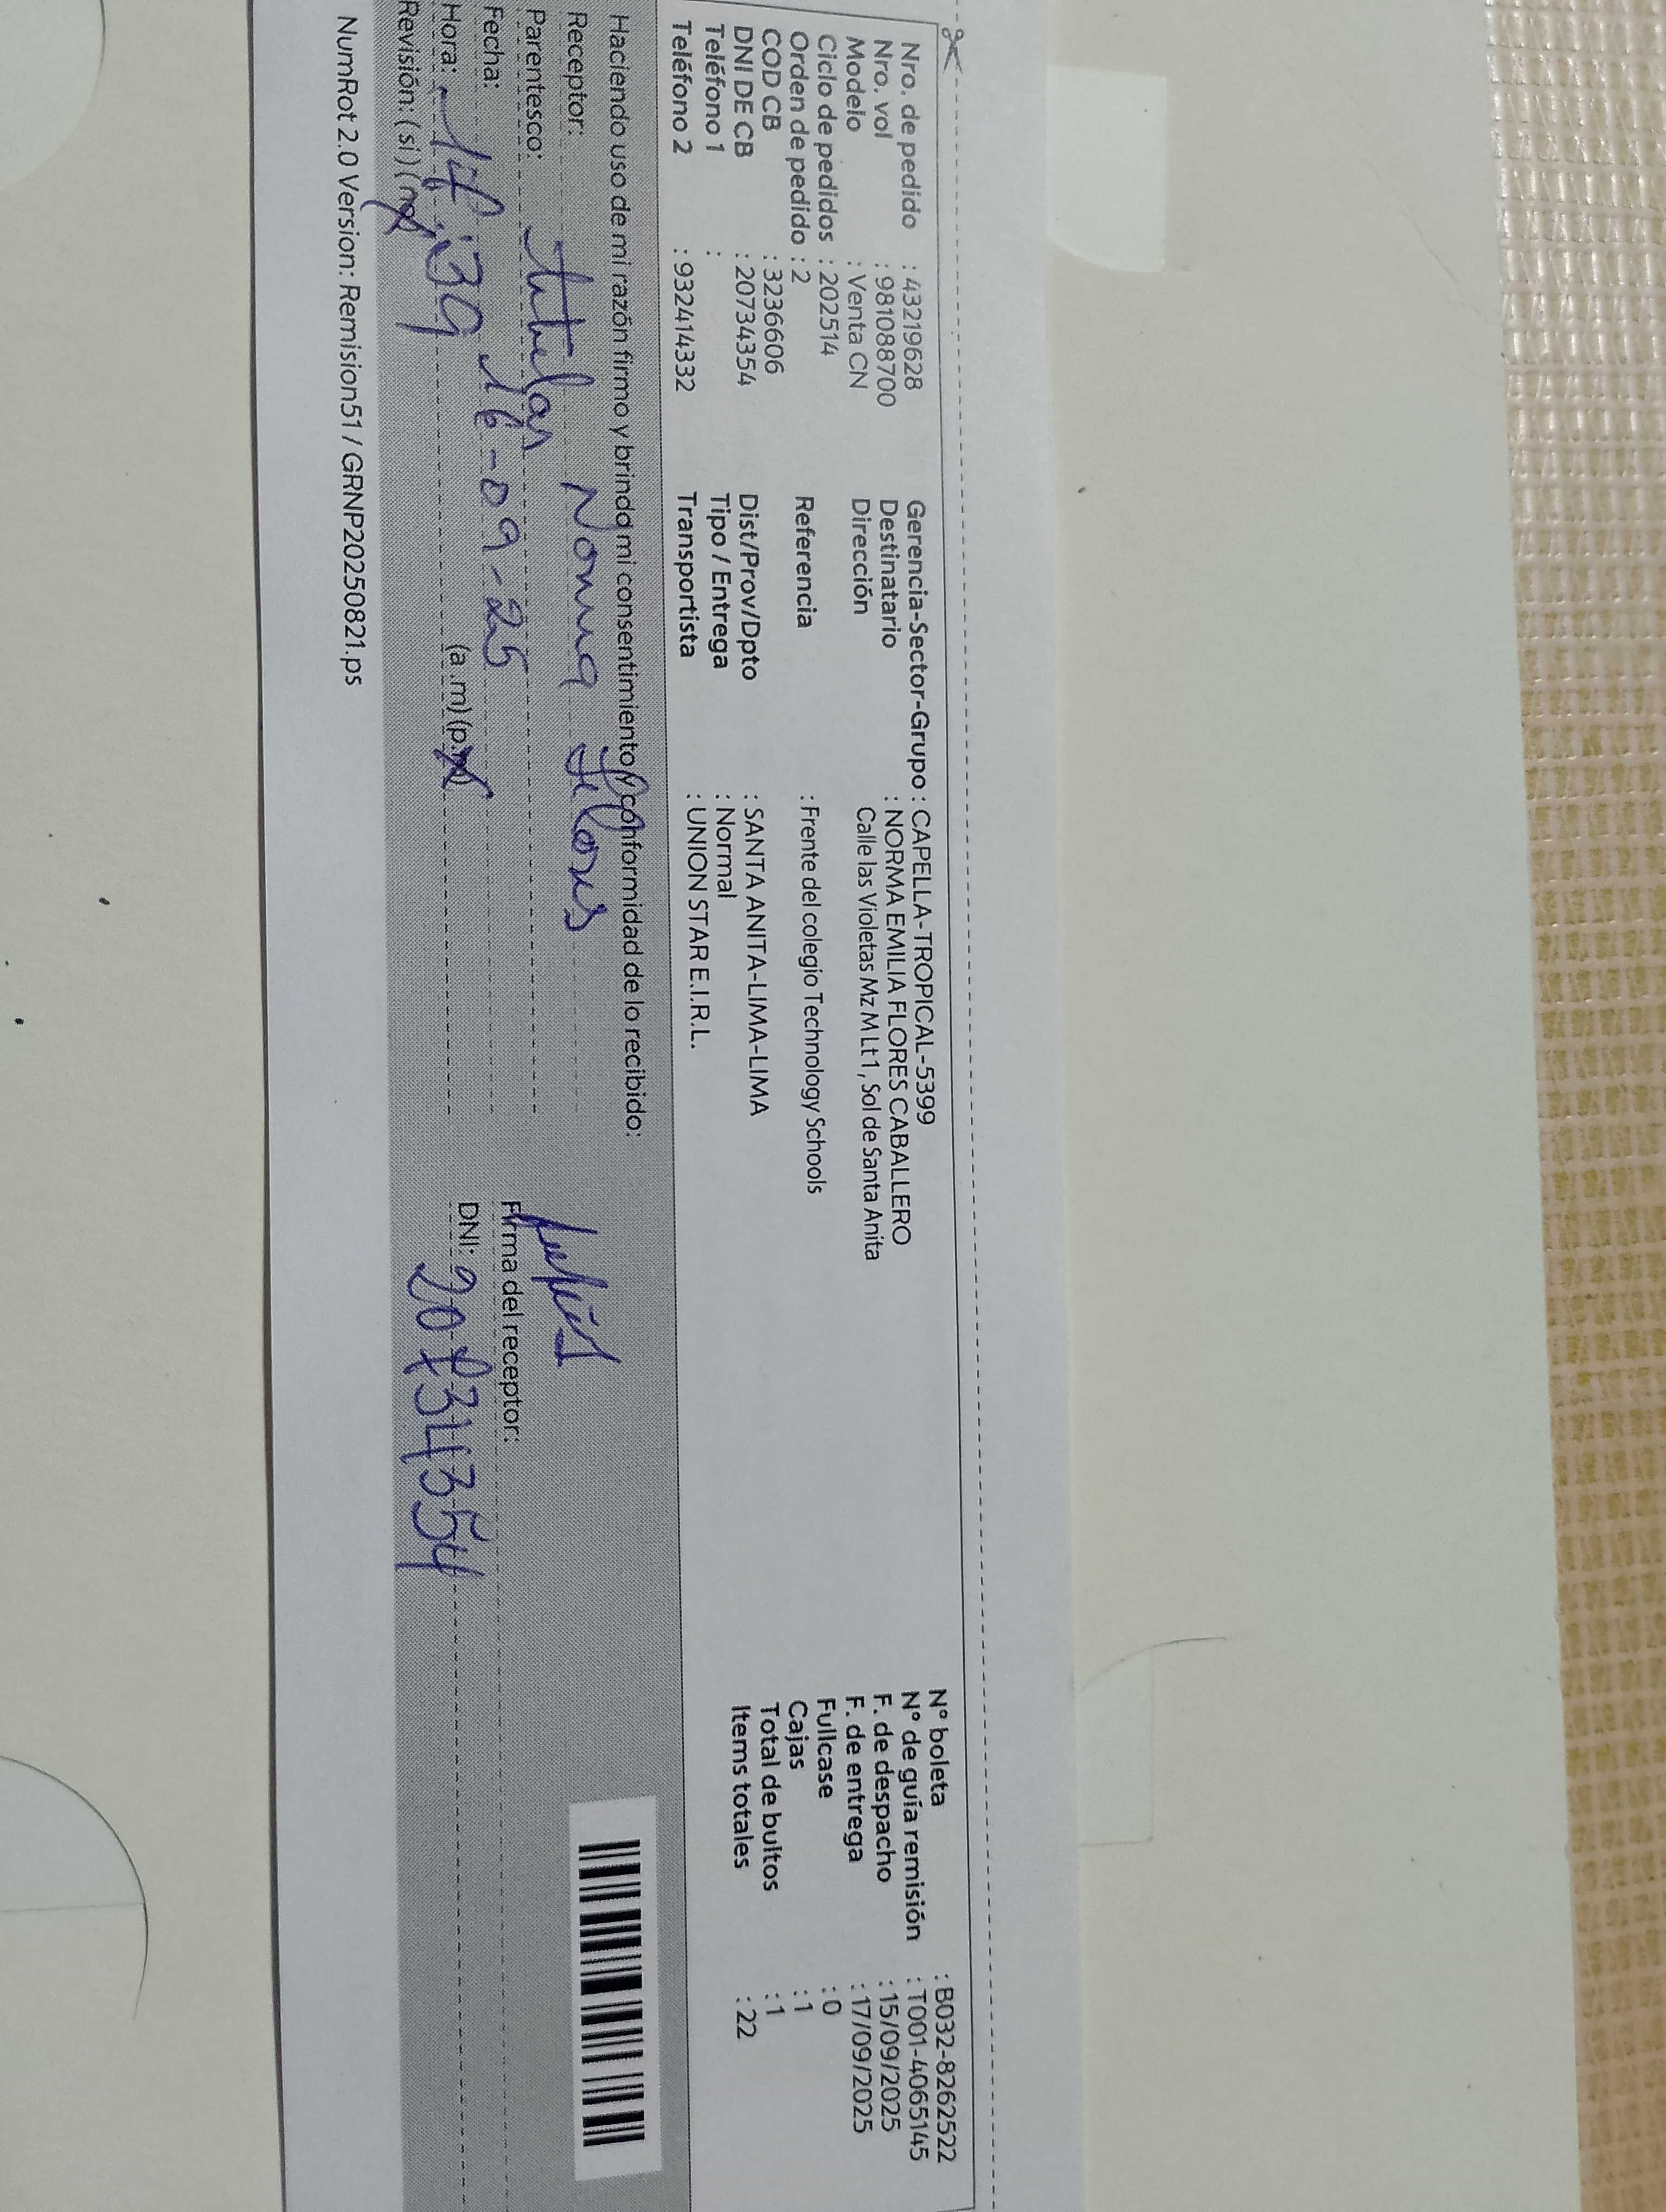 Nro. de pedido : 43219628
Nro. vol : 981088700
Modelo : Venta CN
Ciclo de pedidos : 202514
Orden de pedido : 2
COD CB : 3236606
DNI DE CB : 20734354
Teléfono 1 :
Teléfono 2 : 932414332
Gerencia-Sector-Grupo : CAPELLA-TROPICAL-5399
Destinatario : NORMA EMILIA FLORES CABALLERO
Dirección Calle las Violetas Mz M Lt 1 , Sol de Santa Anita
Referencia : Frente del colegio Technology Schools
Dist/Prov/Dpto : SANTA ANITA-LIMA-LIMA
Tipo / Entrega : Normal
Transportista : UNION STAR E.I.R.L.
N° boleta : B032-8262522
N° de guía remisión : T001-4065145
F. de despacho : 15/09/2025
F. de entrega : 17/09/2025
Fullcase : 0
Cajas : 1
Total de bultos : 1
Items totales : 22
Haciendo uso de mi razón firmo y brindo mi consentimiento y conformidad de lo recibido:
Receptor: Norma Flores
Parentesco: titular
Fecha: 16-09-25
Hora: 14:39 (a .m) (p.m)
Revisión: ( si ) ( no )
Firma del receptor:
DNI: 20734354
NumRot 2.0 Version: Remision51 / GRNP20250821.ps